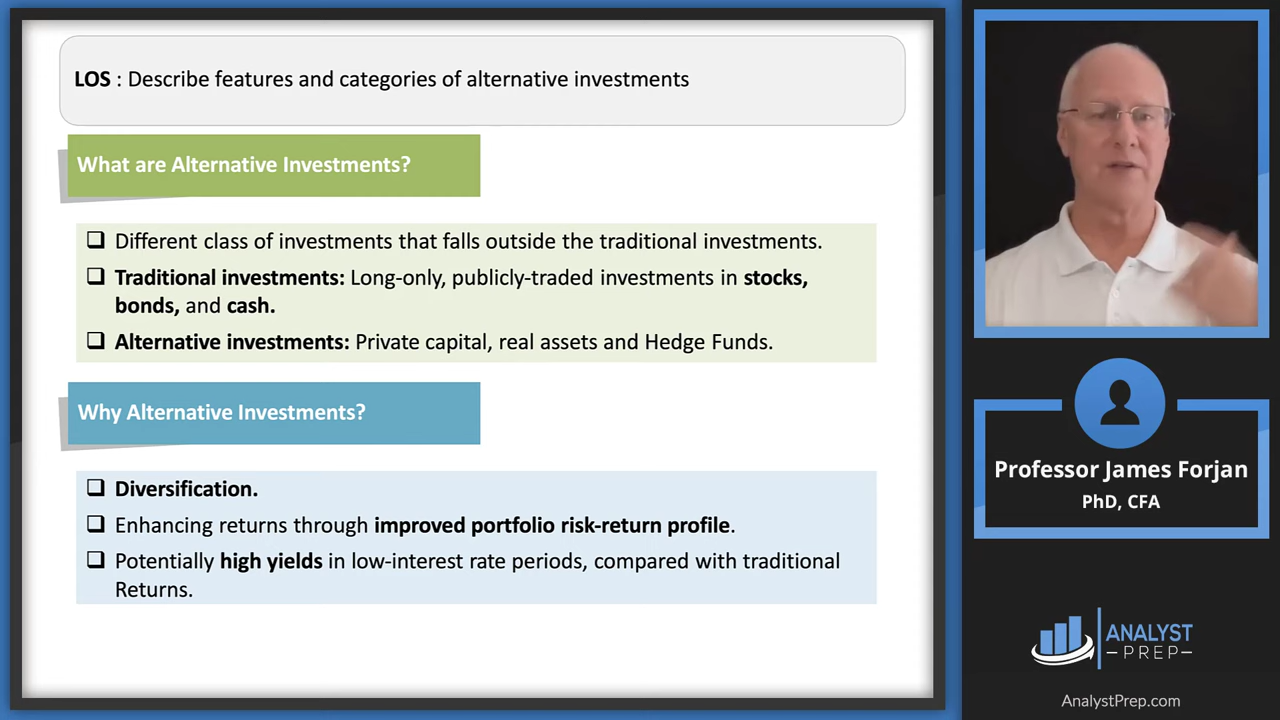 LOS : Describe features and categories of alternative investments
What are Alternative Investments?
❑ Different class of investments that falls outside the traditional investments.
❑ Traditional investments: Long-only, publicly-traded investments in stocks,
bonds, and cash.
❑ Alternative investments: Private capital, real assets and Hedge Funds.
Why Alternative Investments?
❑ Diversification.
❑ Enhancing returns through improved portfolio risk-return profile.
❑ Potentially high yields in low-interest rate periods, compared with traditional
Returns.
Professor James Forjan
PhD, CFA
ANALYST
–PREP–
AnalystPrep.com